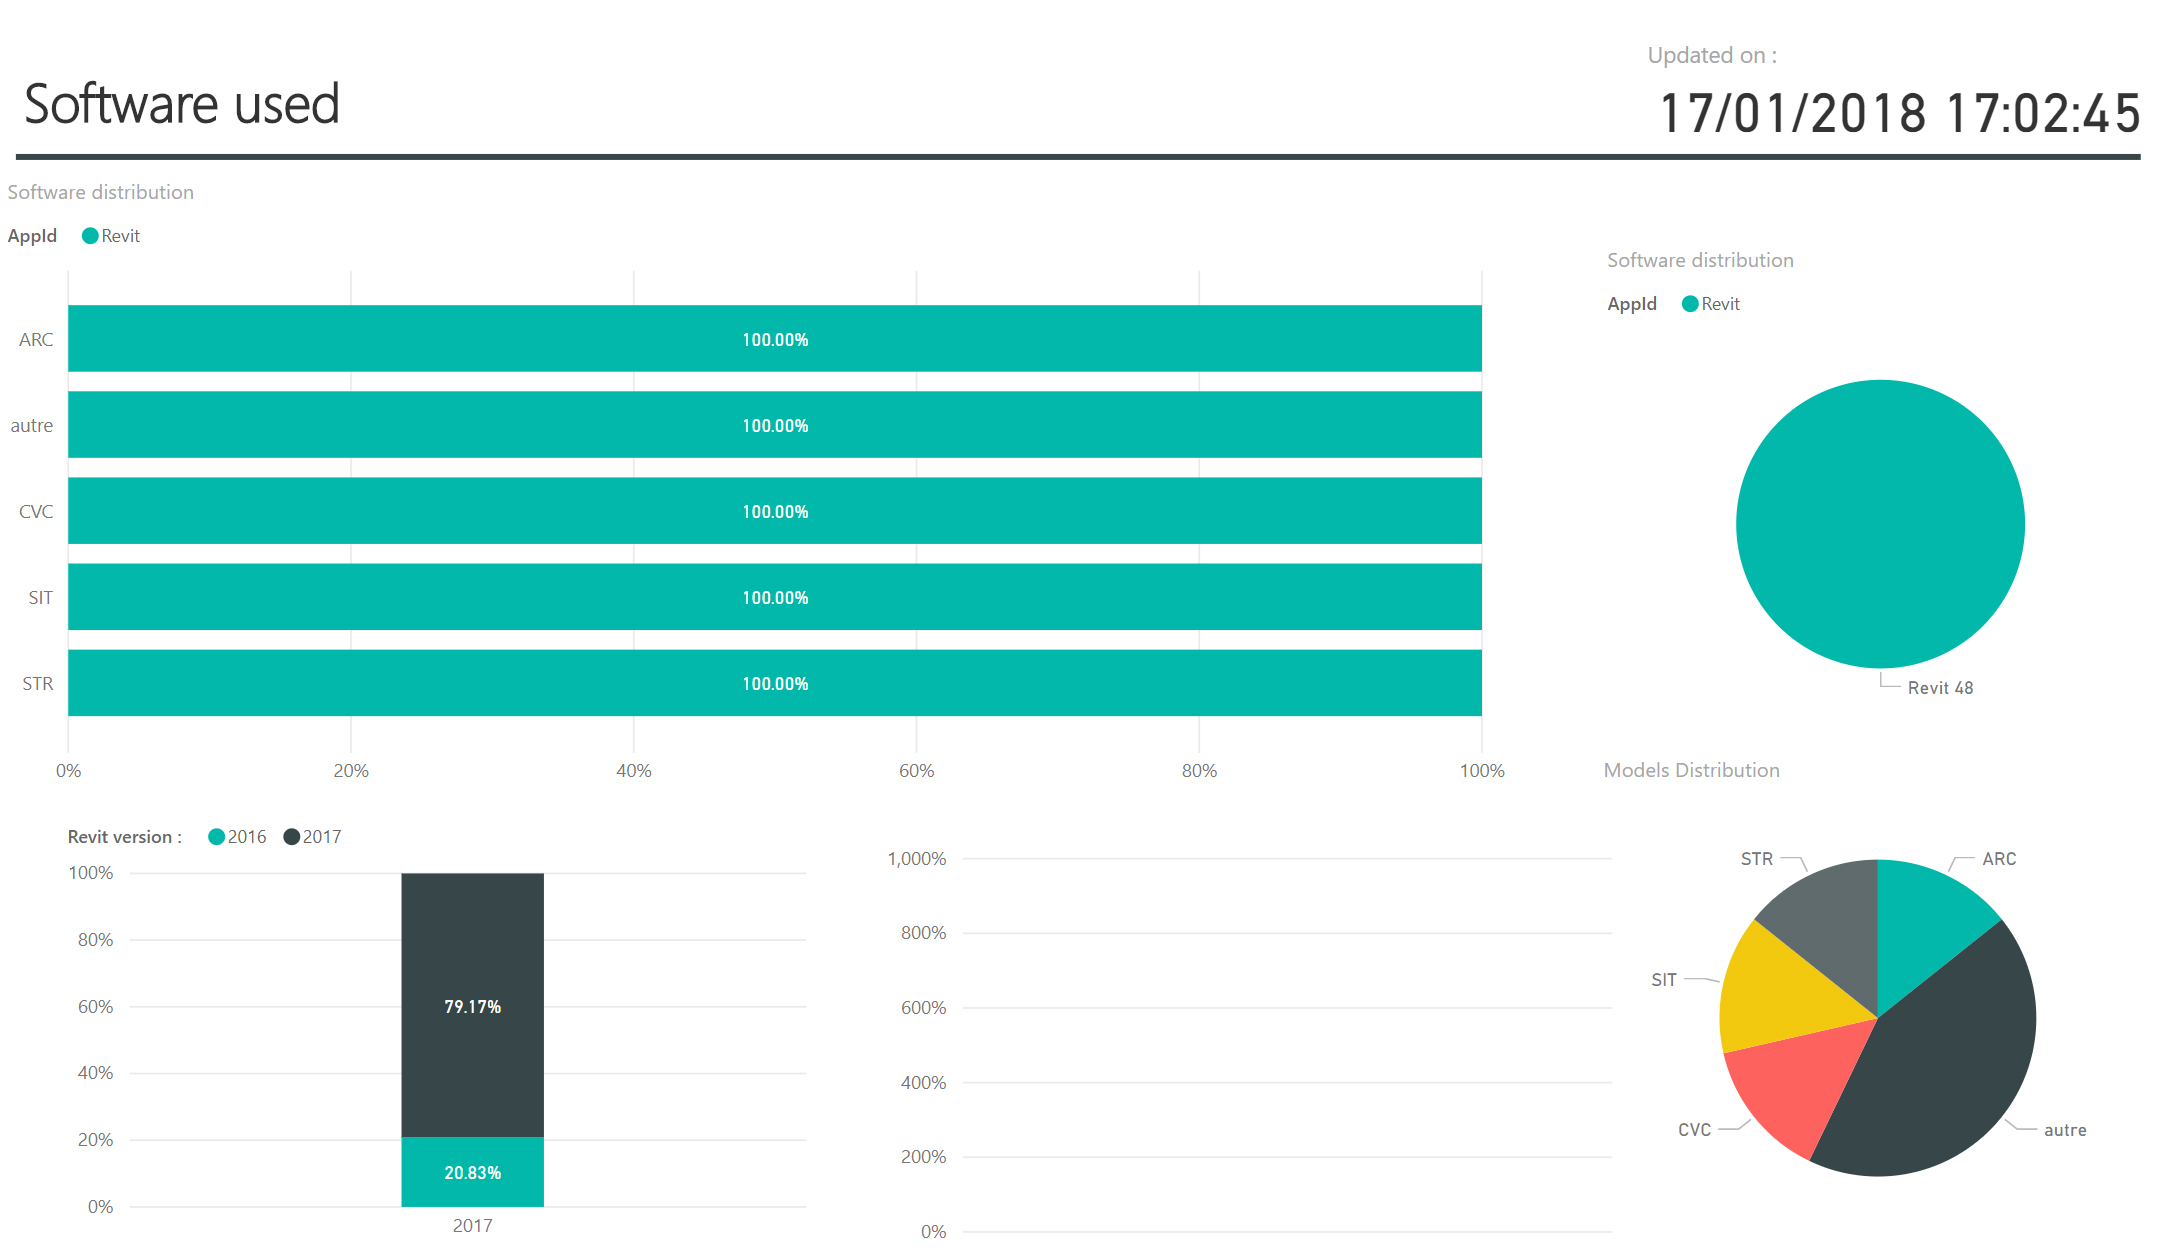 Software used
Updated on :
17/01/2018 17:02:45
Software distribution
AppId Revit
ARC 100.00%
autre 100.00%
CVC 100.00%
SIT 100.00%
STR 100.00%
0% 20% 40% 60% 80% 100%
Software distribution
AppId Revit
Revit 48
Revit version : 2016 2017
100%
80%
60%
40%
20%
0%
79.17%
20.83%
2017
1,000%
800%
600%
400%
200%
0%
Models Distribution
STR
ARC
SIT
CVC
autre